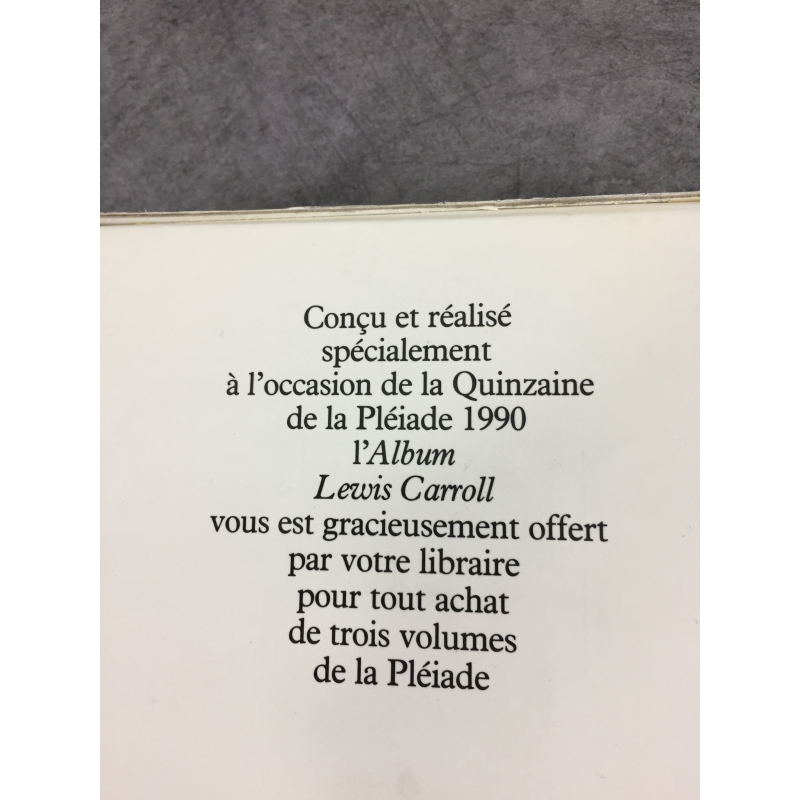 Conçu et réalisé
spécialement
à l'occasion de la Quinzaine
de la Pléiade 1990
l'Album
Lewis Carroll
vous est gracieusement offert
par votre libraire
pour tout achat
de trois volumes
de la Pléiade